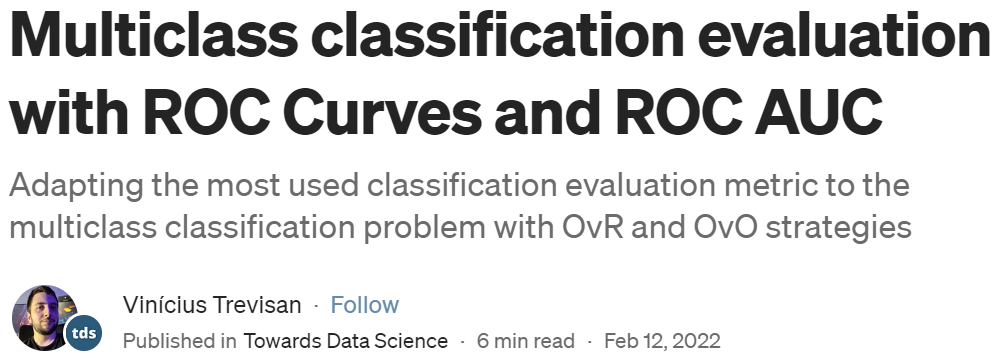 Multiclass classification evaluation
with ROC Curves and ROC AUC
Adapting the most used classification evaluation metric to the
multiclass classification problem with OvR and OvO strategies
Vinícius Trevisan · Follow
tds
Published in Towards Data Science · 6 min read · Feb 12, 2022